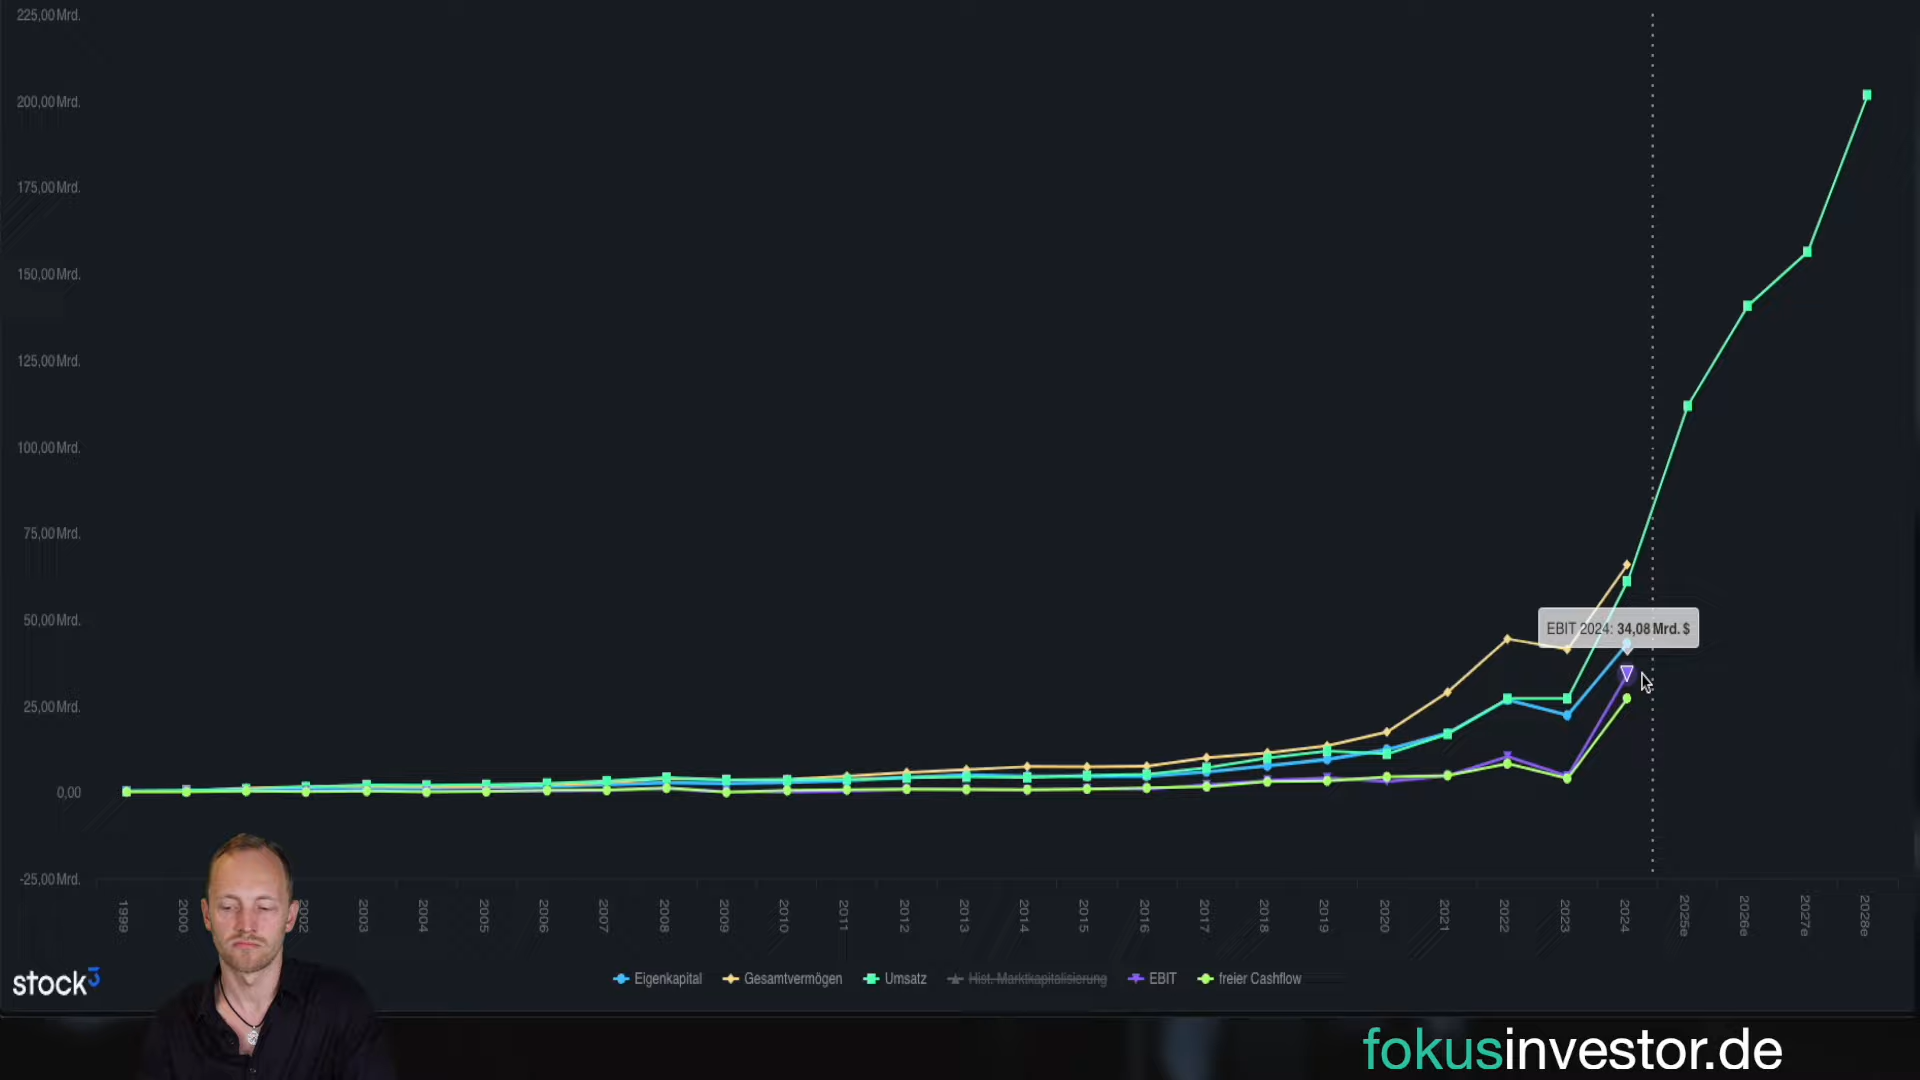 225,00 Mrd.
200,00 Mrd.
175,00 Mrd.
150,00 Mrd.
125,00 Mrd.
100,00 Mrd.
75,00 Mrd.
50,00 Mrd.
25,00 Mrd.
0,00
-25,00 Mrd.
EBIT 2024: 34,08 Mrd. $
1999
2000
2002
2003
2004
2005
2006
2007
2008
2009
2010
2011
2012
2013
2014
2015
2016
2017
2018
2019
2020
2021
2022
2023
2024
2025e
2026e
2027e
2028e
Eigenkapital
Gesamtvermögen
Umsatz
Hist. Marktkapitalisierung
EBIT
freier Cashflow
stock3
fokusinvestor.de